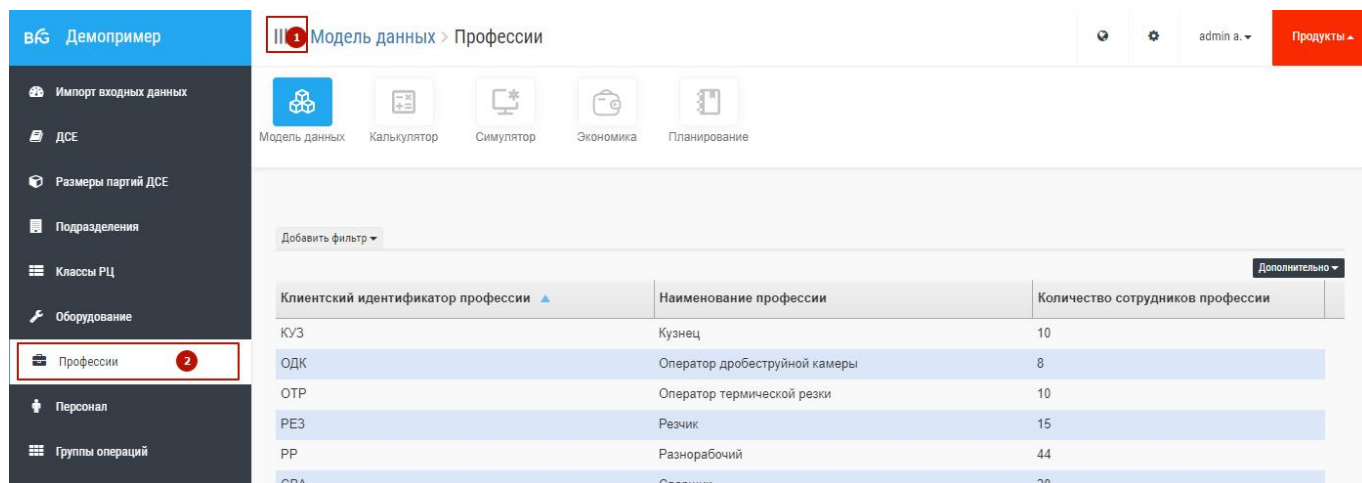 BFG Демопример
1 Модель данных > Профессии
admin a.
Продукты
Импорт входных данных
ДСЕ
Размеры партий ДСЕ
Подразделения
Классы РЦ
Оборудование
Профессии 2
Персонал
Группы операций
Модель данных Калькулятор Симулятор Экономика Планирование
Добавить фильтр
Дополнительно
Клиентский идентификатор профессии Наименование профессии Количество сотрудников профессии
КУЗ Кузнец 10
ОДК Оператор дробеструйной камеры 8
ОТР Оператор термической резки 10
РЕЗ Резчик 15
РР Разнорабочий 44